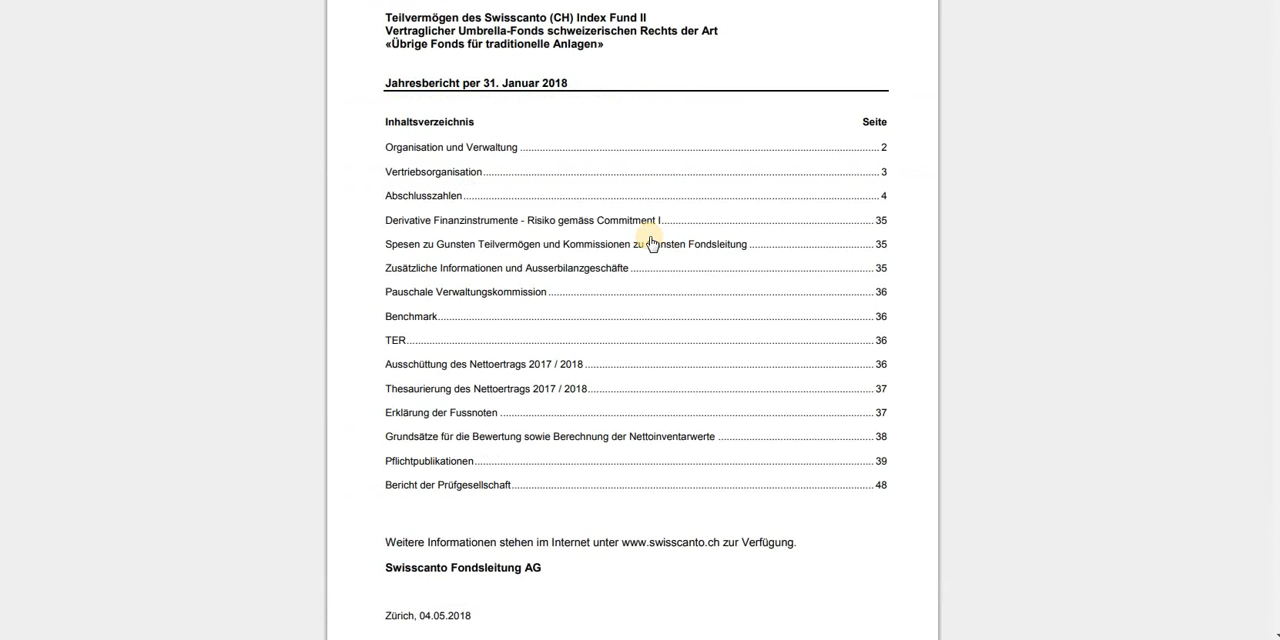 Teilvermögen des Swisscanto (CH) Index Fund II
Vertraglicher Umbrella-Fonds schweizerischen Rechts der Art
«Übrige Fonds für traditionelle Anlagen»
Jahresbericht per 31. Januar 2018
Inhaltsverzeichnis Seite
Organisation und Verwaltung 2
Vertriebsorganisation 3
Abschlusszahlen 4
Derivative Finanzinstrumente - Risiko gemäss Commitment I 35
Spesen zu Gunsten Teilvermögen und Kommissionen zu Gunsten Fondsleitung 35
Zusätzliche Informationen und Ausserbilanzgeschäfte 35
Pauschale Verwaltungskommission 36
Benchmark 36
TER 36
Ausschüttung des Nettoertrags 2017 / 2018 36
Thesaurierung des Nettoertrags 2017 / 2018 37
Erklärung der Fussnoten 37
Grundsätze für die Bewertung sowie Berechnung der Nettoinventarwerte 38
Pflichtpublikationen 39
Bericht der Prüfgesellschaft 48
Weitere Informationen stehen im Internet unter www.swisscanto.ch zur Verfügung.
Swisscanto Fondsleitung AG
Zürich, 04.05.2018